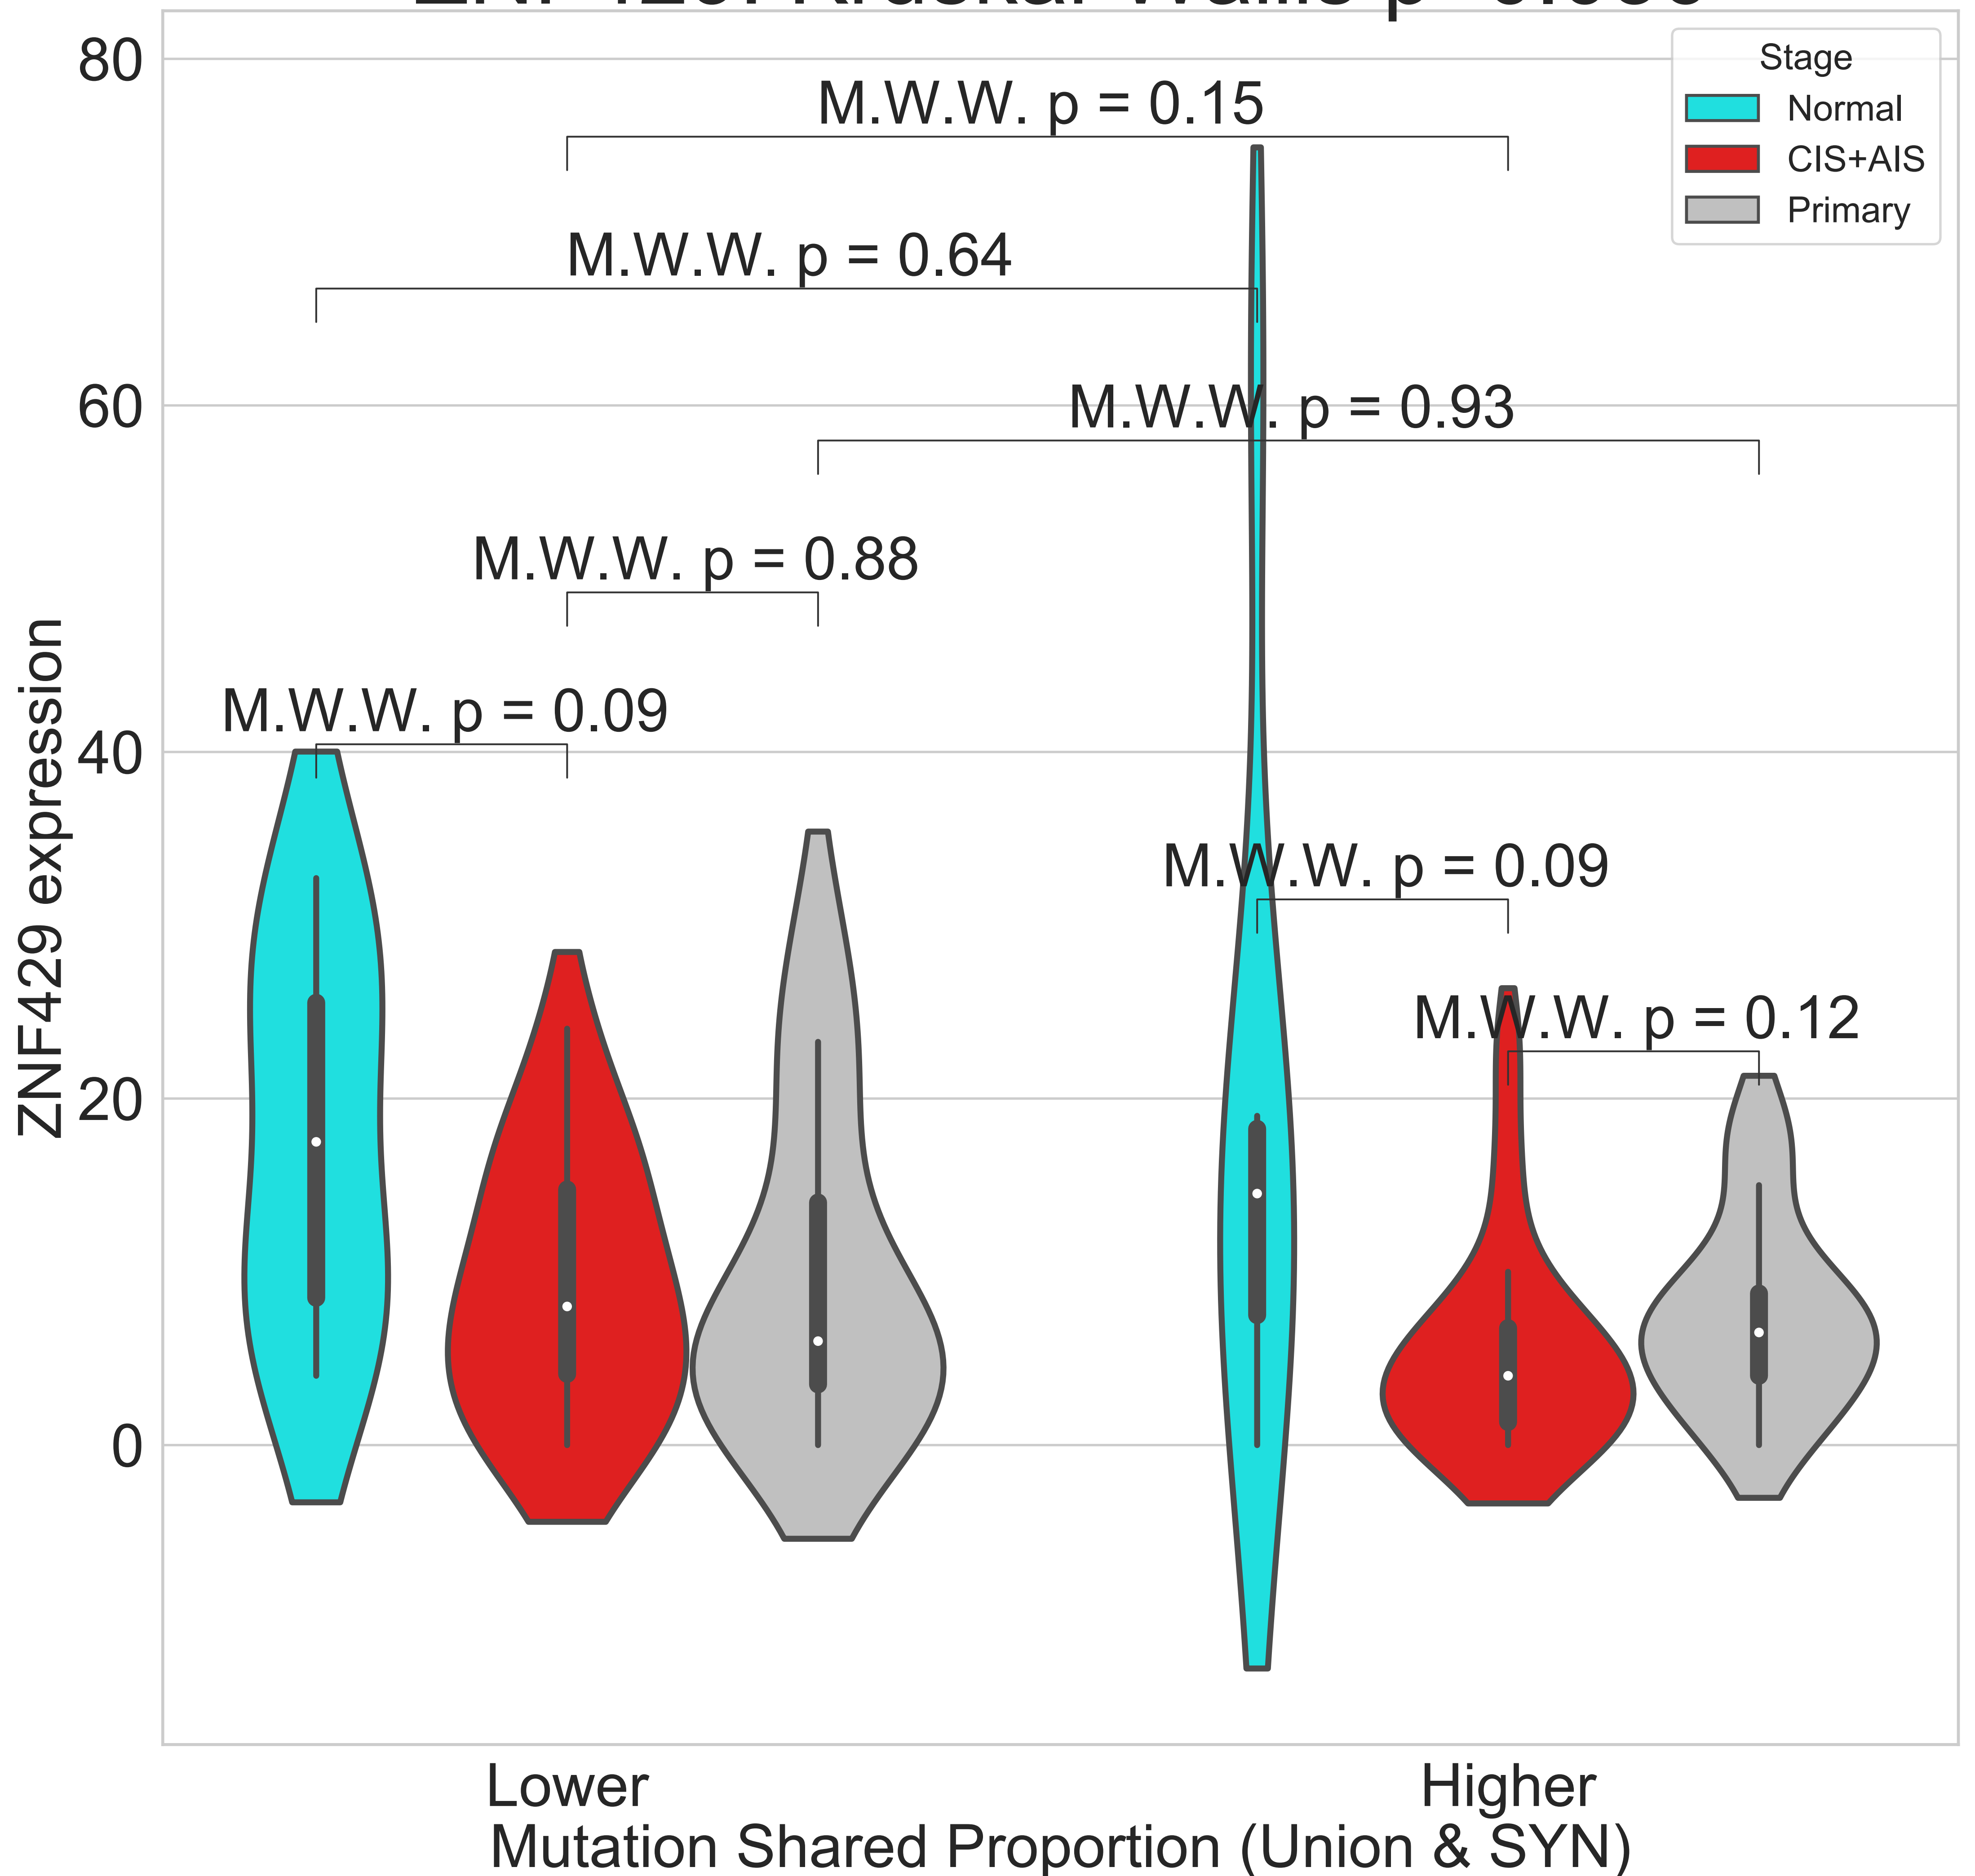 80
60
40
20
0
ZNF429 expression
Stage
Normal
CIS+AIS
Primary
M.W.W. p = 0.15
M.W.W. p = 0.64
M.W.W. p = 0.93
M.W.W. p = 0.88
M.W.W. p = 0.09
M.W.W. p = 0.09
M.W.W. p = 0.12
Lower
Higher
Mutation Shared Proportion (Union & SYN)